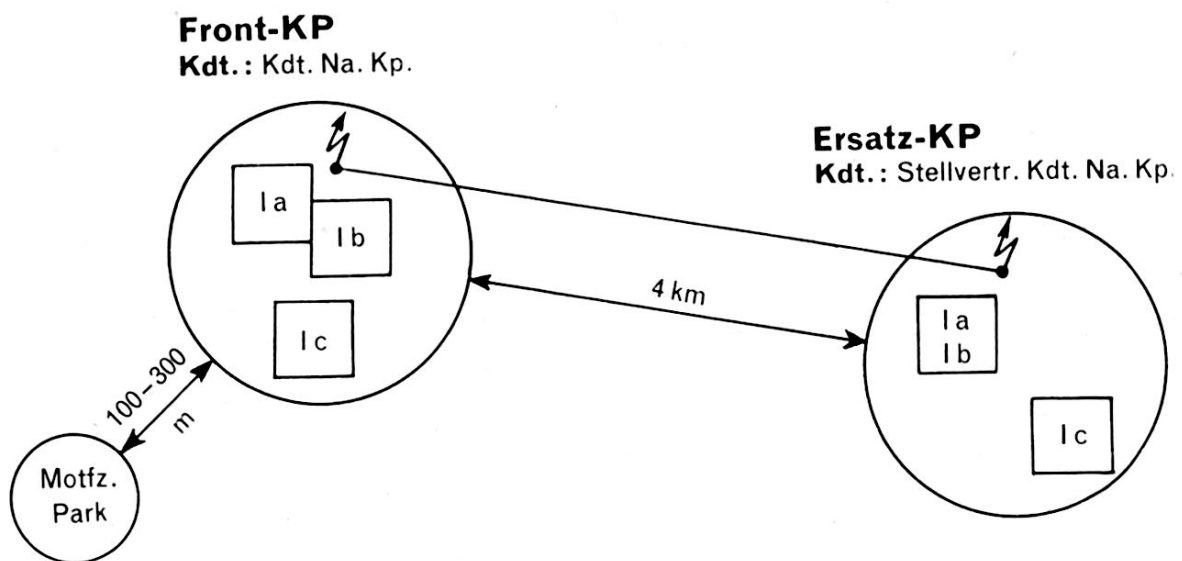 Front-KP
Kdt.: Kdt. Na. Kp.
Ersatz-KP
Kdt.: Stellvertr. Kdt. Na. Kp.
Ia
Ib
Ic
4 km
Ia
Ib
Ic
100–300
m
Motfz.
Park